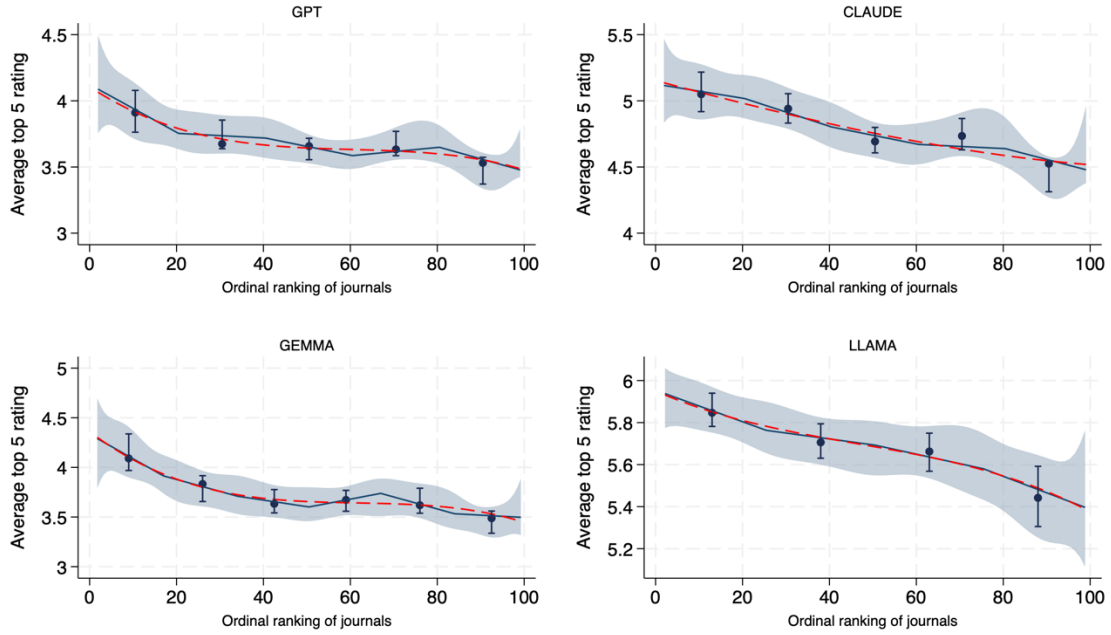 GPT
Average top 5 rating
4.5
4
3.5
3
0 20 40 60 80 100
Ordinal ranking of journals
CLAUDE
Average top 5 rating
5.5
5
4.5
4
0 20 40 60 80 100
Ordinal ranking of journals
GEMMA
Average top 5 rating
5
4.5
4
3.5
3
0 20 40 60 80 100
Ordinal ranking of journals
LLAMA
Average top 5 rating
6
5.8
5.6
5.4
5.2
0 20 40 60 80 100
Ordinal ranking of journals